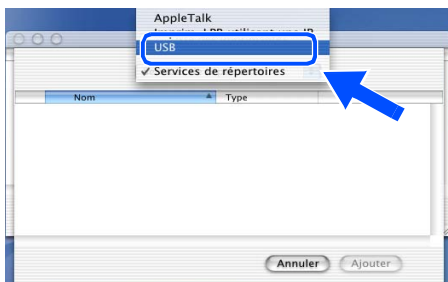 AppleTalk
USB
✓ Services de répertoires
Nom Type
Annuler Ajouter